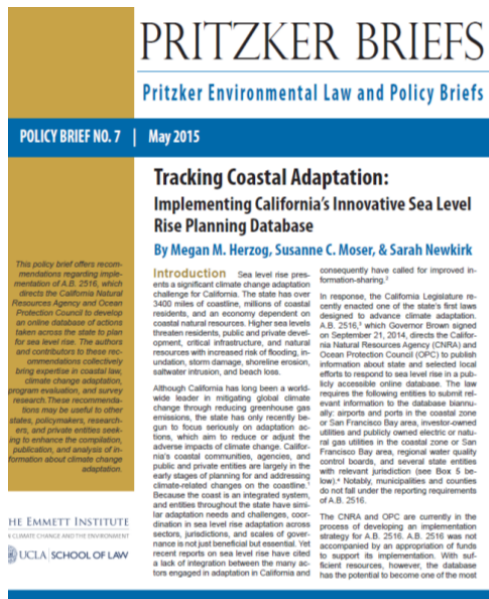 PRITZKER BRIEFS
Pritzker Environmental Law and Policy Briefs
POLICY BRIEF NO. 7 | May 2015
Tracking Coastal Adaptation:
Implementing California's Innovative Sea Level
Rise Planning Database
By Megan M. Herzog, Susanne C. Moser, & Sarah Newkirk
This policy brief offers recom-
mendations regarding imple-
mentation of A.B. 2516, which
directs the California Natural
Resources Agency and Ocean
Protection Council to develop
an online database of actions
taken across the state to plan
for sea level rise. The authors
and contributors to these rec-
ommendations collectively
bring expertise in coastal law,
climate change adaptation,
program evaluation, and survey
research. These recommenda-
tions may be useful to other
states, policymakers, research-
ers, and private entities seek-
ing to enhance the compilation,
publication, and analysis of in-
formation about climate change
adaptation.
HE EMMETT INSTITUTE
N CLIMATE CHANGE AND THE ENVIRONMENT
UCLA SCHOOL OF LAW
Introduction Sea level rise pres-
ents a significant climate change adaptation
challenge for California. The state has over
3400 miles of coastline, millions of coastal
residents, and an economy dependent on
coastal natural resources. Higher sea levels
threaten residents, public and private devel-
opment, critical infrastructure, and natural
resources with increased risk of flooding, in-
undation, storm damage, shoreline erosion,
saltwater intrusion, and beach loss.
Although California has long been a world-
wide leader in mitigating global climate
change through reducing greenhouse gas
emissions, the state has only recently be-
gun to focus seriously on adaptation ac-
tions, which aim to reduce or adjust the
adverse impacts of climate change. Califor-
nia's coastal communities, agencies, and
public and private entities are largely in the
early stages of planning for and addressing
climate-related changes on the coastline.¹
Because the coast is an integrated system,
and entities throughout the state have simi-
lar adaptation needs and challenges, coor-
dination in sea level rise adaptation across
sectors, jurisdictions, and scales of gover-
nance is not just beneficial but essential. Yet
recent reports on sea level rise have cited
a lack of integration between the many ac-
tors engaged in adaptation in California and
consequently have called for improved in-
formation-sharing.²
In response, the California Legislature re-
cently enacted one of the state's first laws
designed to advance climate adaptation.
A.B. 2516,³ which Governor Brown signed
on September 21, 2014, directs the Califor-
nia Natural Resources Agency (CNRA) and
Ocean Protection Council (OPC) to publish
information about state and selected local
efforts to respond to sea level rise in a pub-
licly accessible online database. The law
requires the following entities to submit rel-
evant information to the database biannu-
ally: airports and ports in the coastal zone
or San Francisco Bay area, investor-owned
utilities and publicly owned electric or natu-
ral gas utilities in the coastal zone or San
Francisco Bay area, regional water quality
control boards, and several state entities
with relevant jurisdiction (see Box 5 be-
low).⁴ Notably, municipalities and counties
do not fall under the reporting requirements
of A.B. 2516.
The CNRA and OPC are currently in the
process of developing an implementation
strategy for A.B. 2516. A.B. 2516 was not
accompanied by an appropriation of funds
to support its implementation. With suf-
ficient resources, however, the database
has the potential to become one of the most